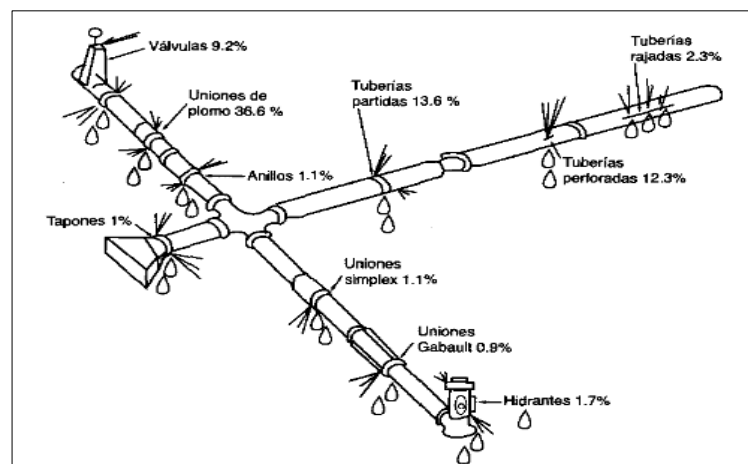 Válvulas 9.2%
Uniones de
plomo 36.6 %
Anillos 1.1%
Tapones 1%
Tuberías
partidas 13.6 %
Tuberías
rajadas 2.3%
Tuberías
perforadas 12.3%
Uniones
simplex 1.1%
Uniones
Gabault 0.9%
Hidrantes 1.7%